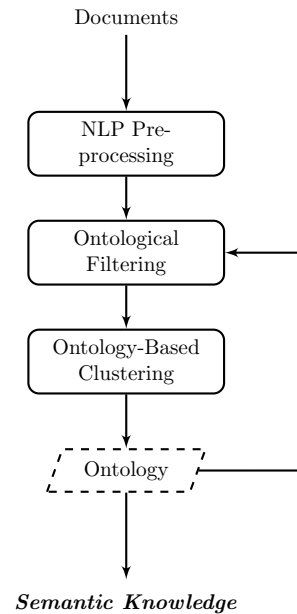 Documents
NLP Pre-
processing
Ontological
Filtering
Ontology-Based
Clustering
Ontology
Semantic Knowledge